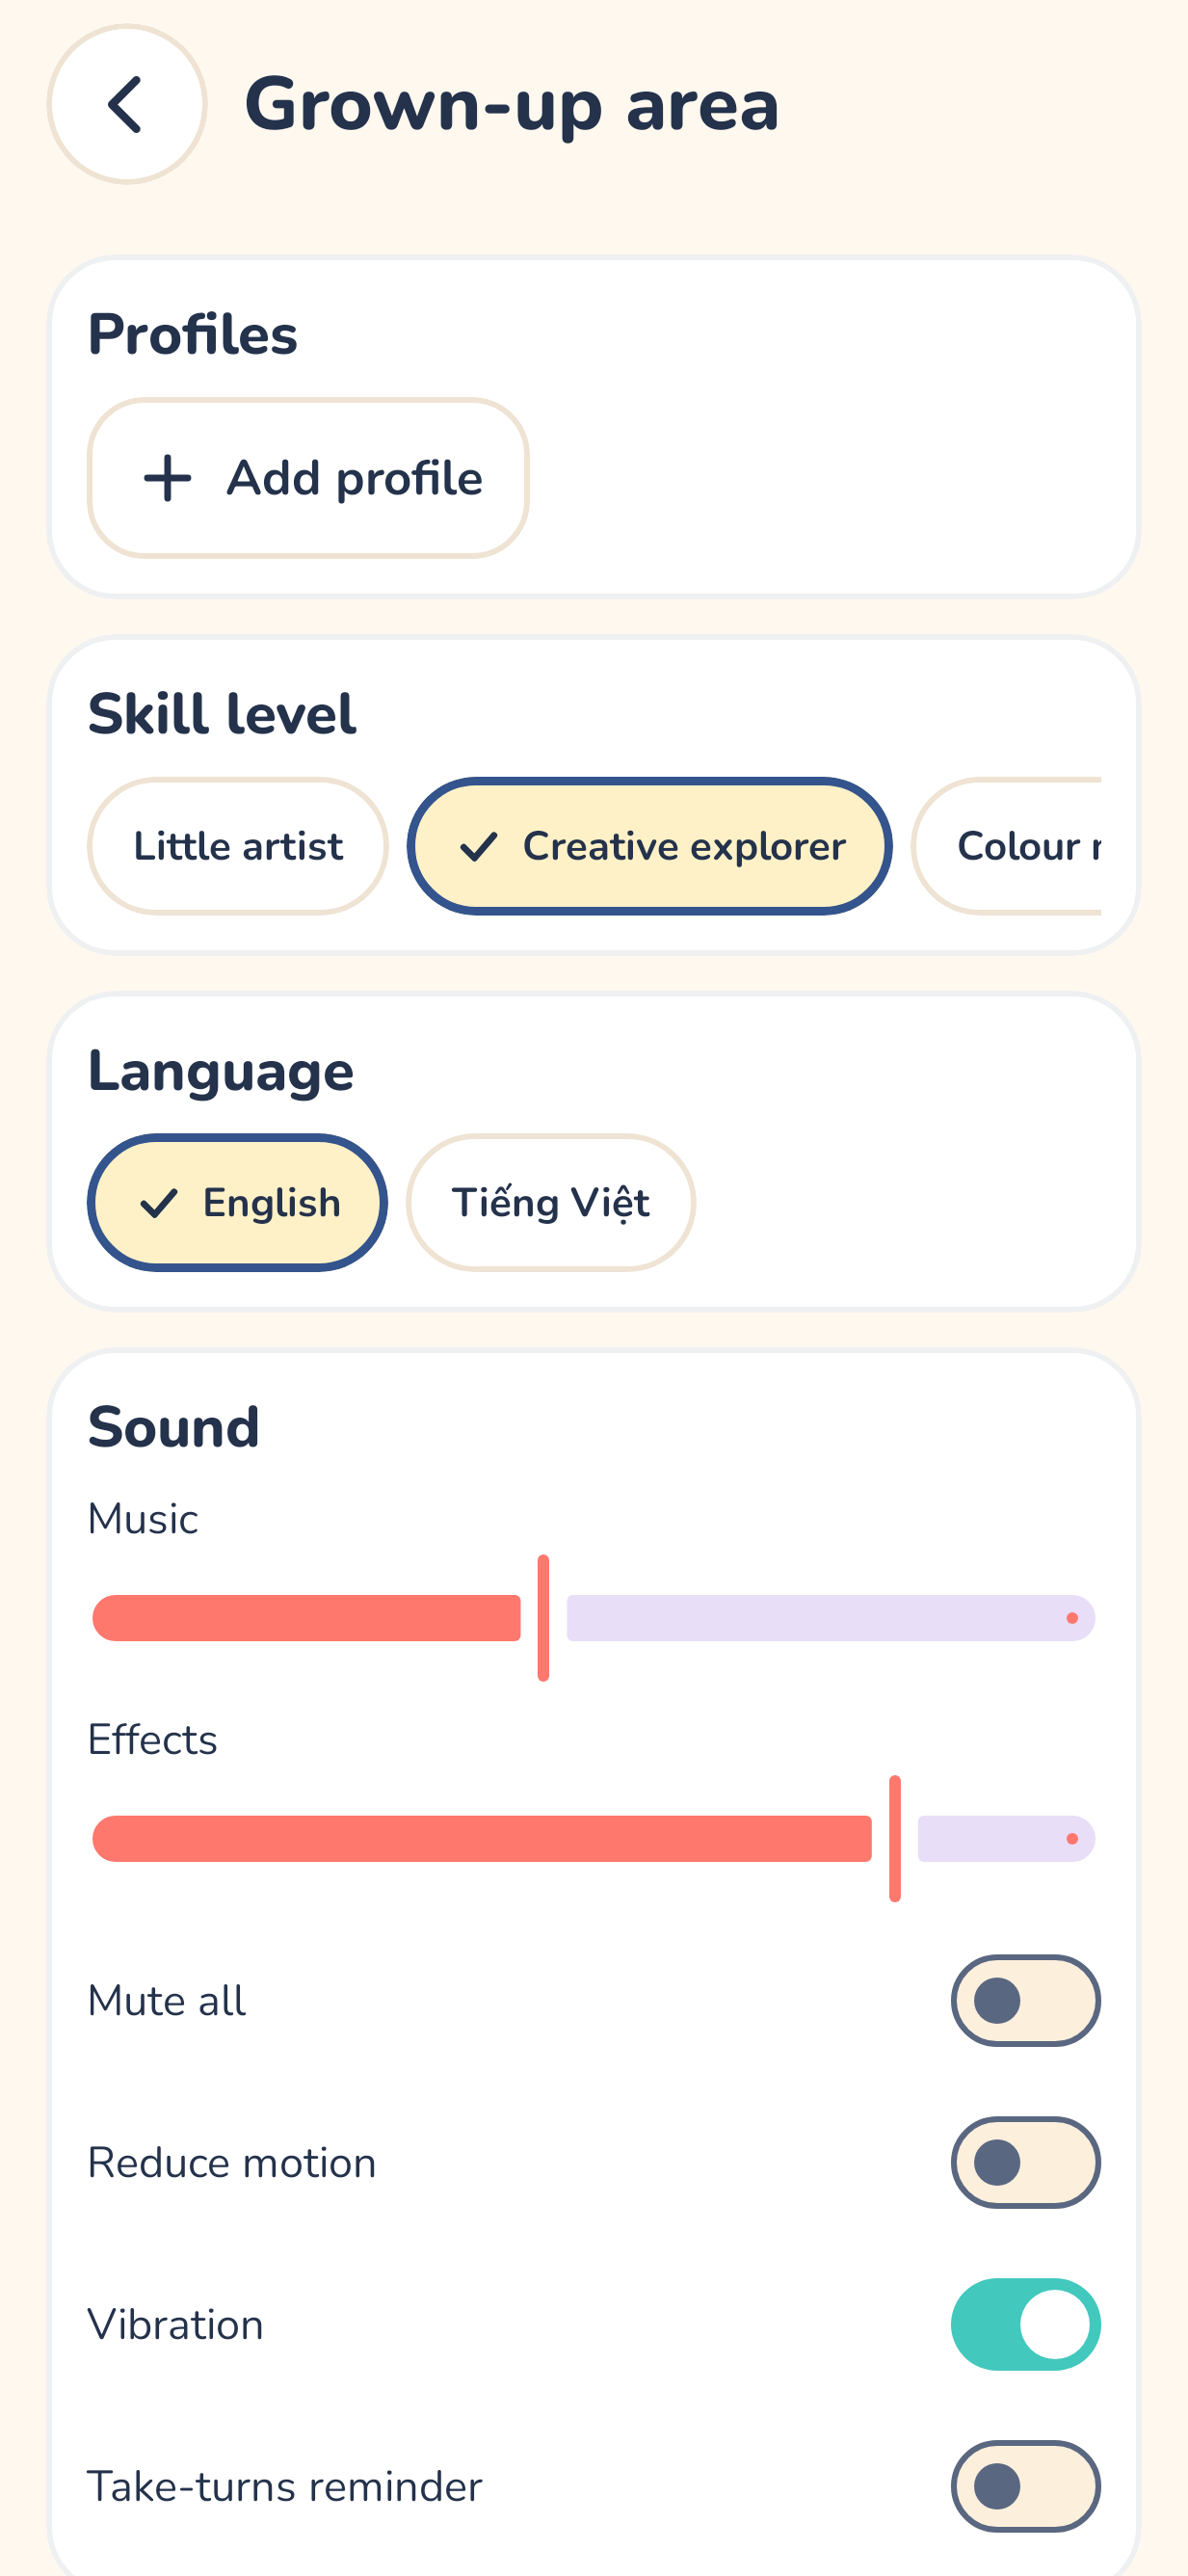 Grown-up area
Profiles
Add profile
Skill level
Little artist
Creative explorer
Colour
Language
English
Tiếng Việt
Sound
Music
Effects
Mute all
Reduce motion
Vibration
Take-turns reminder